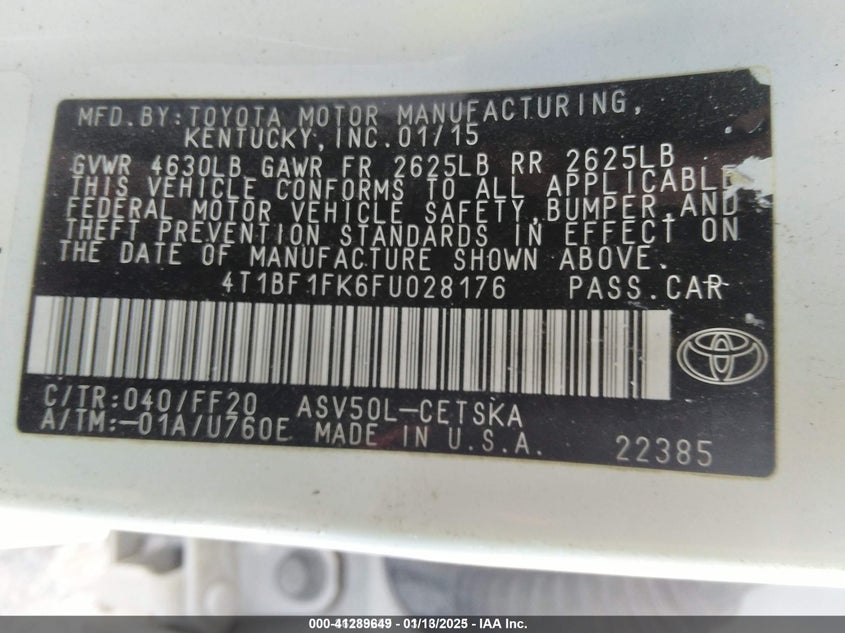 MFD.BY:TOYOTA MOTOR MANUFACTURING,
KENTUCKY,INC.01/15
GVWR 4630LB GAWR FR 2625LB RR 2625LB
THIS VEHICLE CONFORMS TO ALL APPLICABLE
FEDERAL MOTOR VEHICLE SAFETY,BUMPER,AND
THEFT PREVENTION STANDARDS IN EFFECT ON
THE DATE OF MANUFACTURE SHOWN ABOVE.
4T1BF1FK6FU028176 PASS.CAR
C/TR:040/FF20 ASV50L-CETSKA
A/TM:-01A/U760E MADE IN U.S.A. 22385
000-41289649 - 01/18/2025 - IAA Inc.